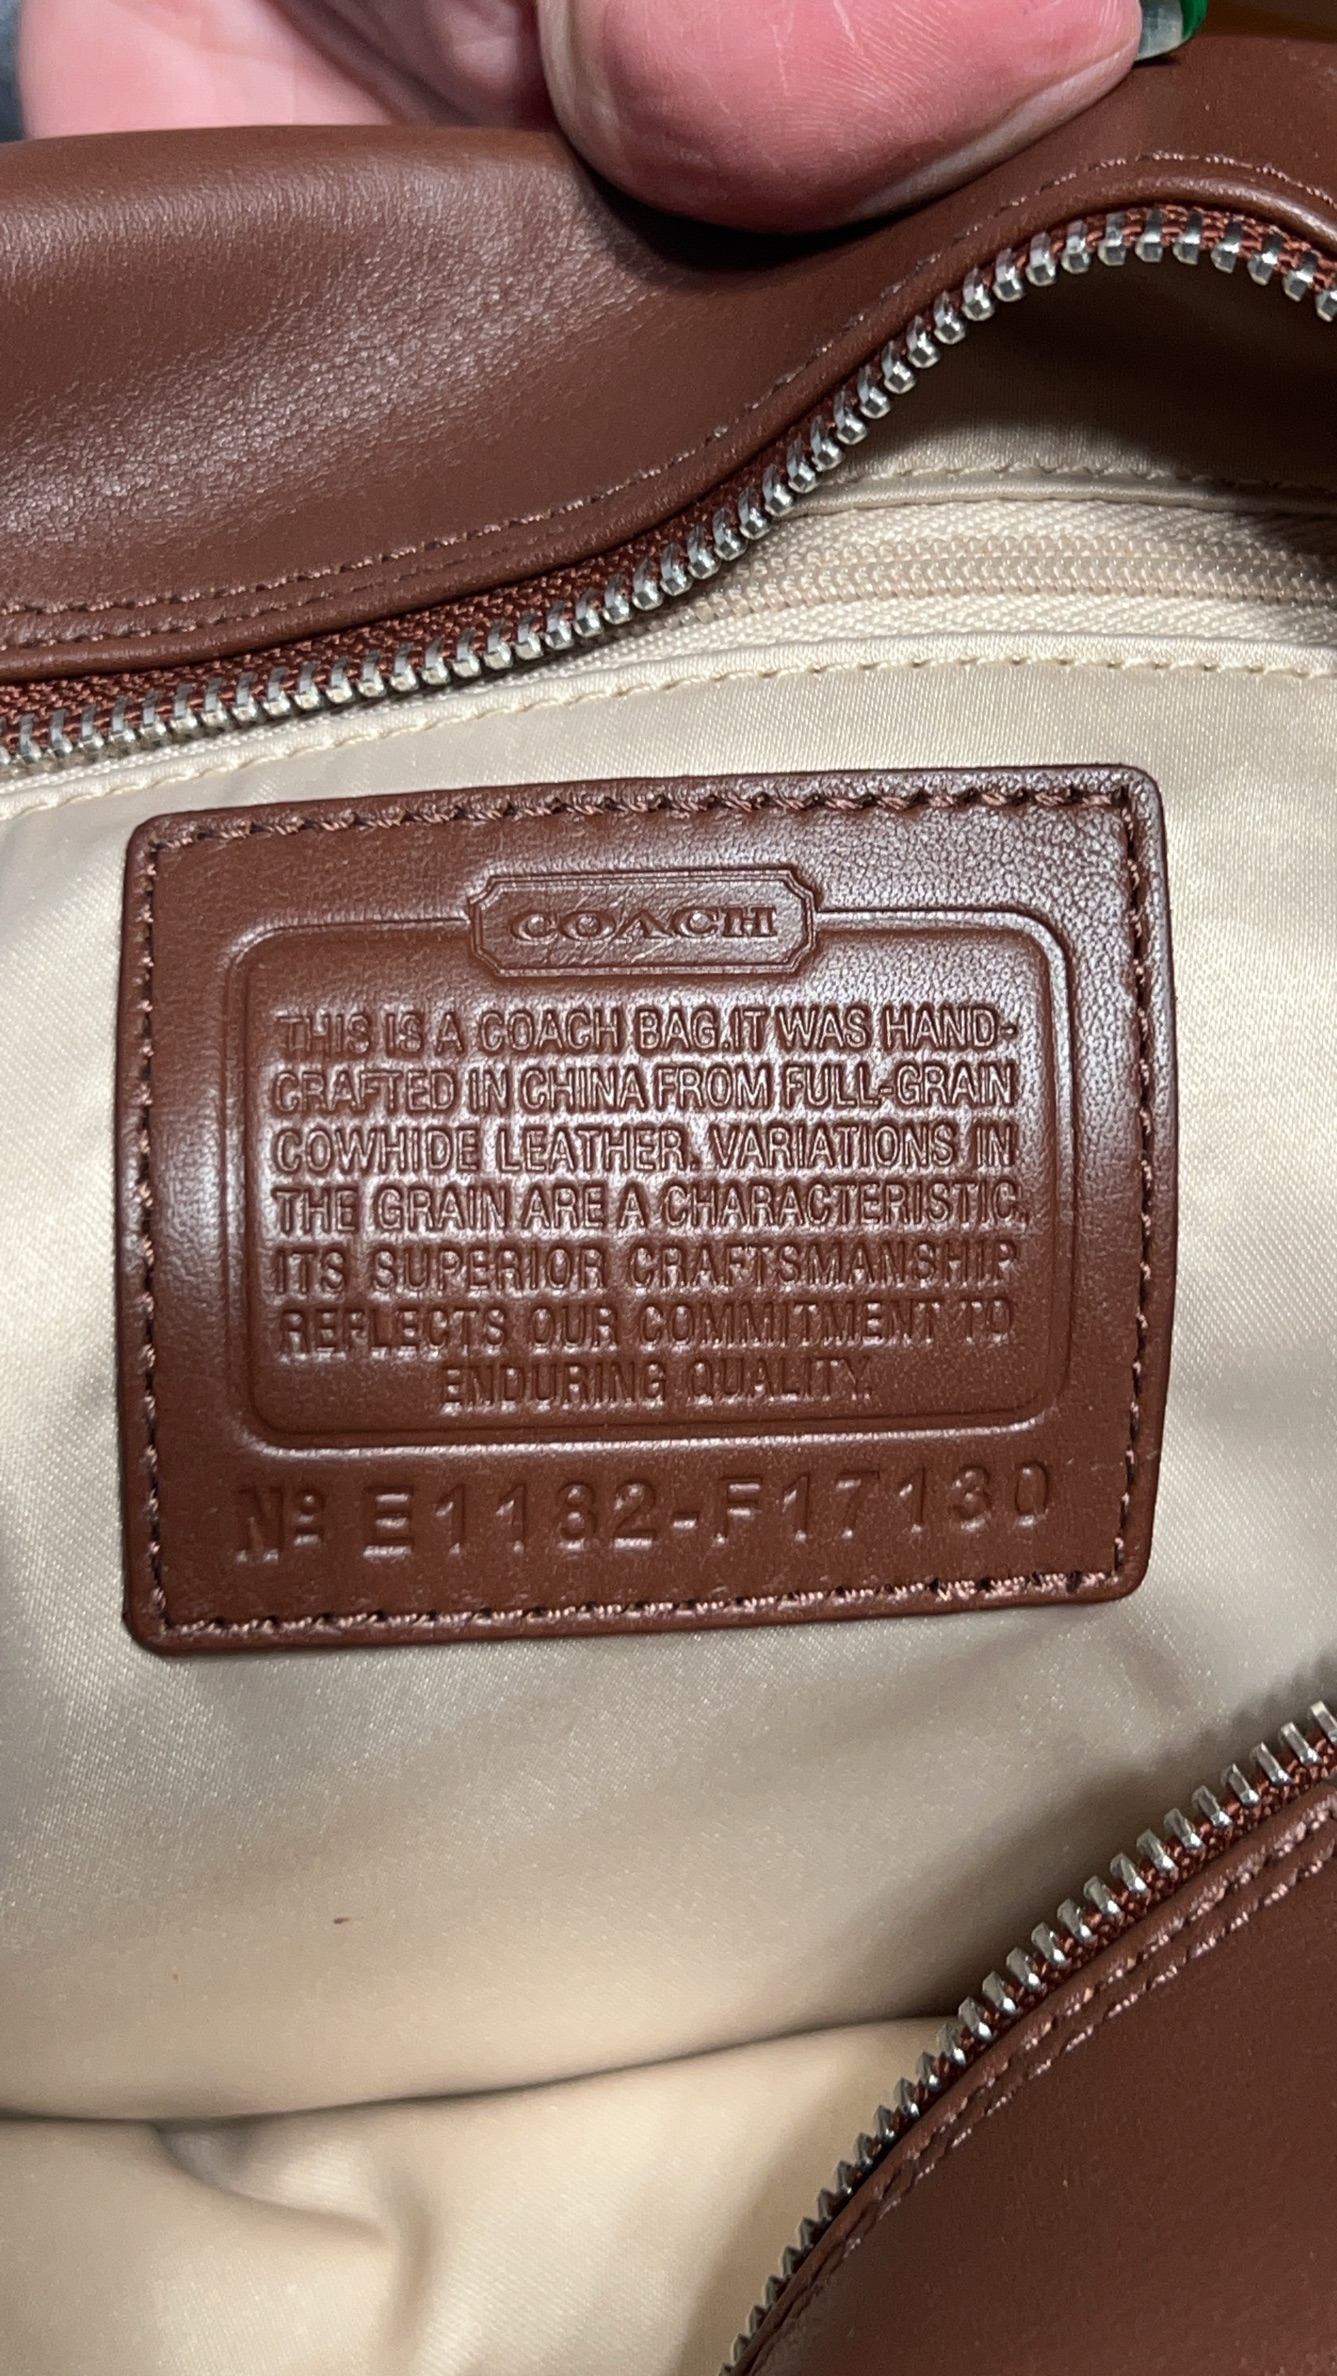 COACH
THIS IS A COACH BAG.IT WAS HAND-
CRAFTED IN CHINA FROM FULL-GRAIN
COWHIDE LEATHER. VARIATIONS IN
THE GRAIN ARE A CHARACTERISTIC.
ITS SUPERIOR CRAFTSMANSHIP
REFLECTS OUR COMMITMENT TO
ENDURING QUALITY.
Nº E1182-F17130